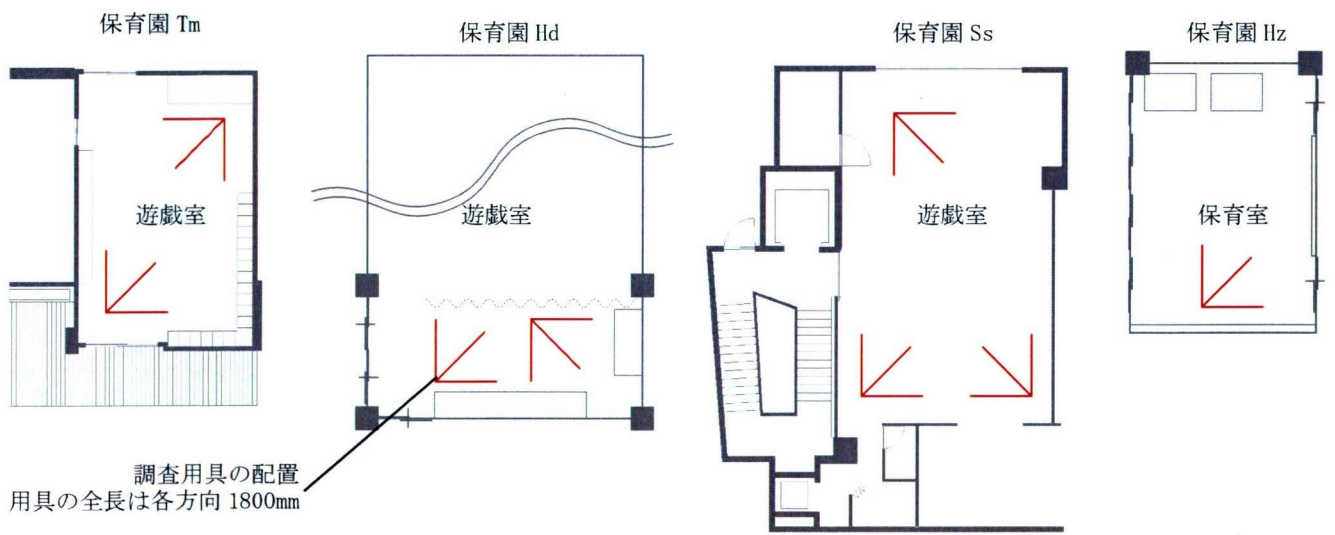 保育園 Tm
保育園 Hd
保育園 Ss
保育園 Hz
遊戯室
遊戯室
遊戯室
保育室
調査用具の配置
用具の全長は各方向 1800mm